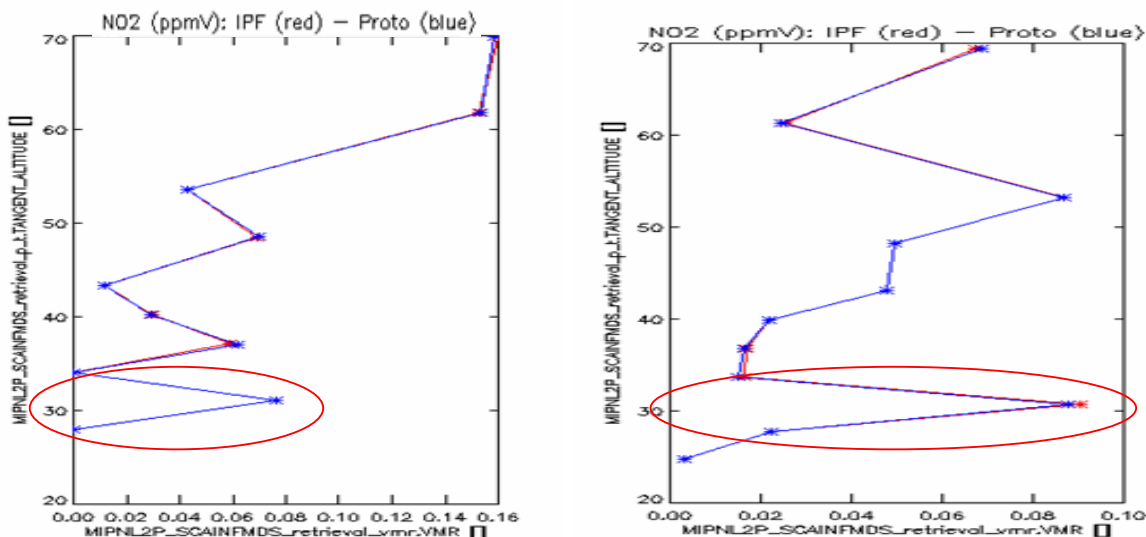 NO2 (ppmV): IPF (red) — Proto (blue)
70
60
50
40
30
20
0.00 0.02 0.04 0.06 0.08 0.10 0.12 0.14 0.16
MIPNL2P_SCAINFMDS_retrieval_vmr.VMR []
MIPNL2P_SCAINFMDS_retrieval_p_t.TANGENT_ALTITUDE []
NO2 (ppmV): IPF (red) — Proto (blue)
70
60
50
40
30
20
0.00 0.02 0.04 0.06 0.08 0.10
MIPNL2P_SCAINFMDS_retrieval_vmr.VMR []
MIPNL2P_SCAINFMDS_retrieval_p_t.TANGENT_ALTITUDE []